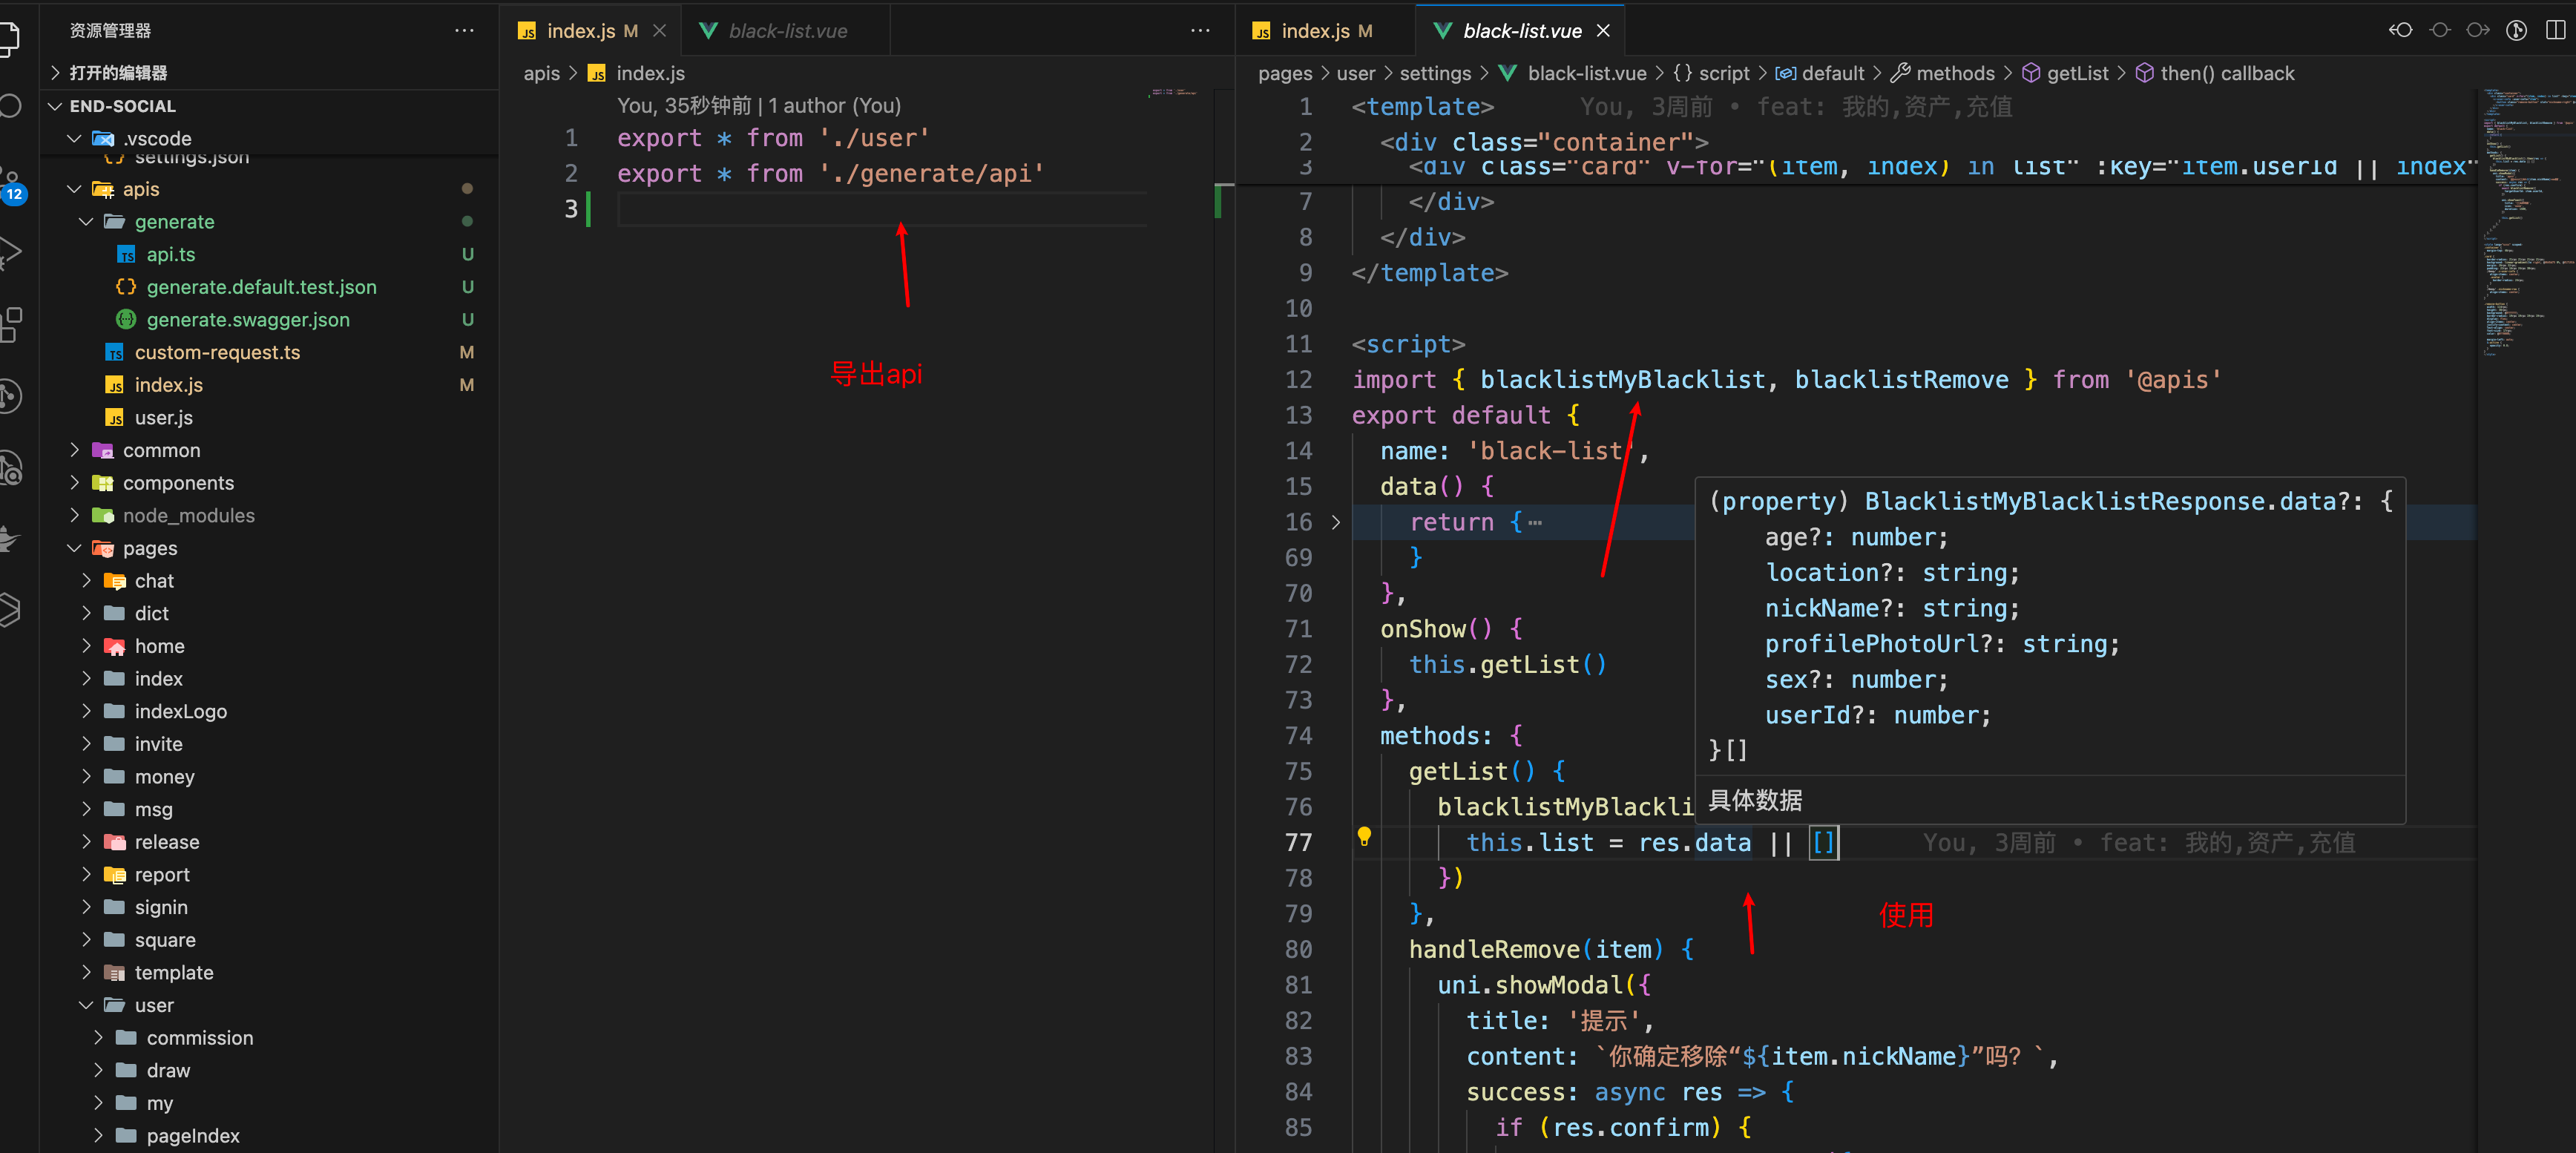 资源管理器
打开的编辑器
END-SOCIAL
.vscode
settings.json
apis
generate
api.ts U
generate.default.test.json U
generate.swagger.json U
custom-request.ts M
index.js M
user.js
common
components
node_modules
pages
chat
dict
home
index
indexLogo
invite
money
msg
release
report
signin
square
template
user
commission
draw
my
pageIndex
12
index.js M
black-list.vue
apis > index.js
You, 35秒钟前 | 1 author (You)
1 export * from './user'
2 export * from './generate/api'
3
导出api
index.js M
black-list.vue
pages > user > settings > black-list.vue > {} script > default > methods > getList > then() callback
1 <template> You, 3周前 • feat: 我的,资产,充值
2 <div class="container">
3 <div class="card" v-for="(item, index) in list" :key="item.userId || index"
7 </div>
8 </div>
9 </template>
10
11 <script>
12 import { blacklistMyBlacklist, blacklistRemove } from '@apis'
13 export default {
14 name: 'black-list',
15 data() {
16 return {⋯
69 }
70 },
71 onShow() {
72 this.getList()
73 },
74 methods: {
75 getList() {
76 blacklistMyBlackli
77 this.list = res.data || [] You, 3周前 • feat: 我的,资产,充值
78 })
79 },
80 handleRemove(item) {
81 uni.showModal({
82 title: '提示',
83 content: `你确定移除“${item.nickName}”吗？`,
84 success: async res => {
85 if (res.confirm) {
(property) BlacklistMyBlacklistResponse.data?: {
age?: number;
location?: string;
nickName?: string;
profilePhotoUrl?: string;
sex?: number;
userId?: number;
}[]
具体数据
使用